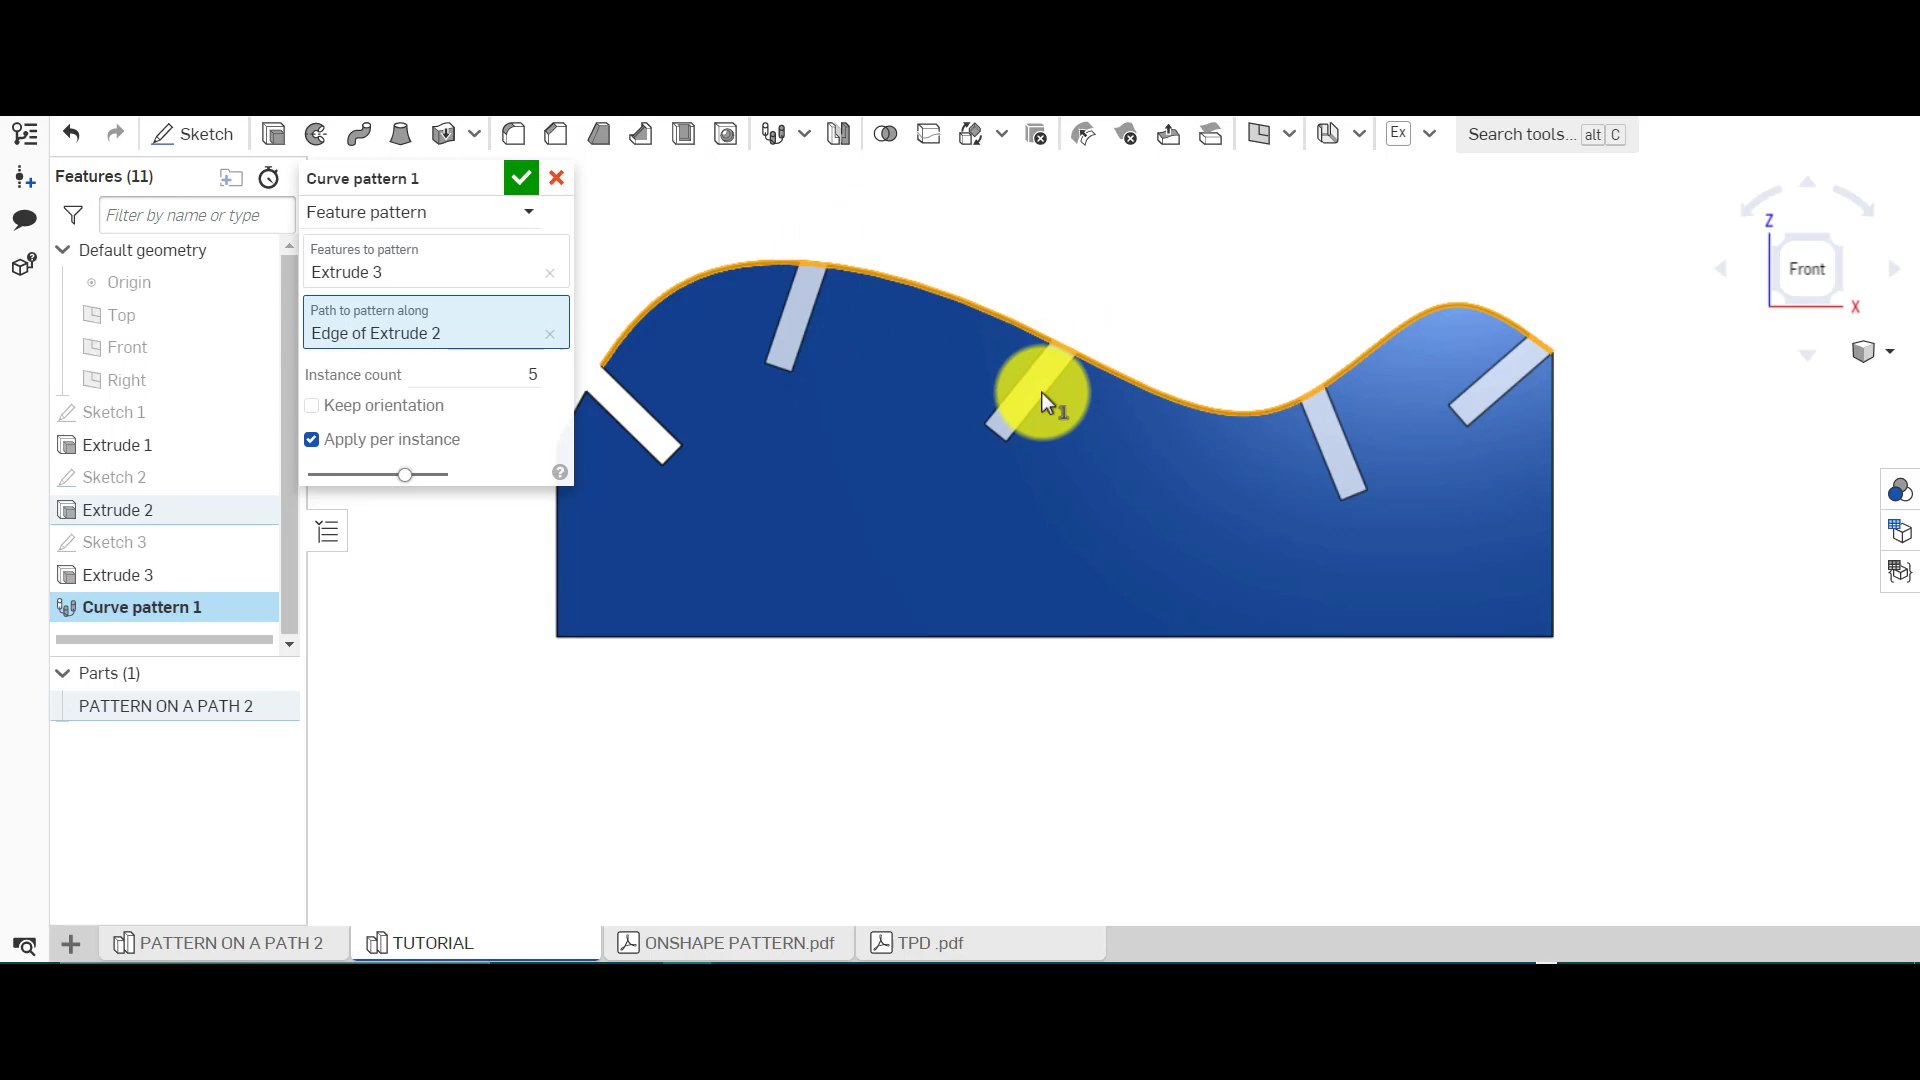 Sketch
Ex
Search tools... alt C
Features (11)
Filter by name or type
Default geometry
Origin
Top
Front
Right
Sketch 1
Extrude 1
Sketch 2
Extrude 2
Sketch 3
Extrude 3
Curve pattern 1
Parts (1)
PATTERN ON A PATH 2
Curve pattern 1
Feature pattern
Features to pattern
Extrude 3
Path to pattern along
Edge of Extrude 2
Instance count 5
Keep orientation
Apply per instance
?
1
Z
Front
X
PATTERN ON A PATH 2
TUTORIAL
ONSHAPE PATTERN.pdf
TPD .pdf